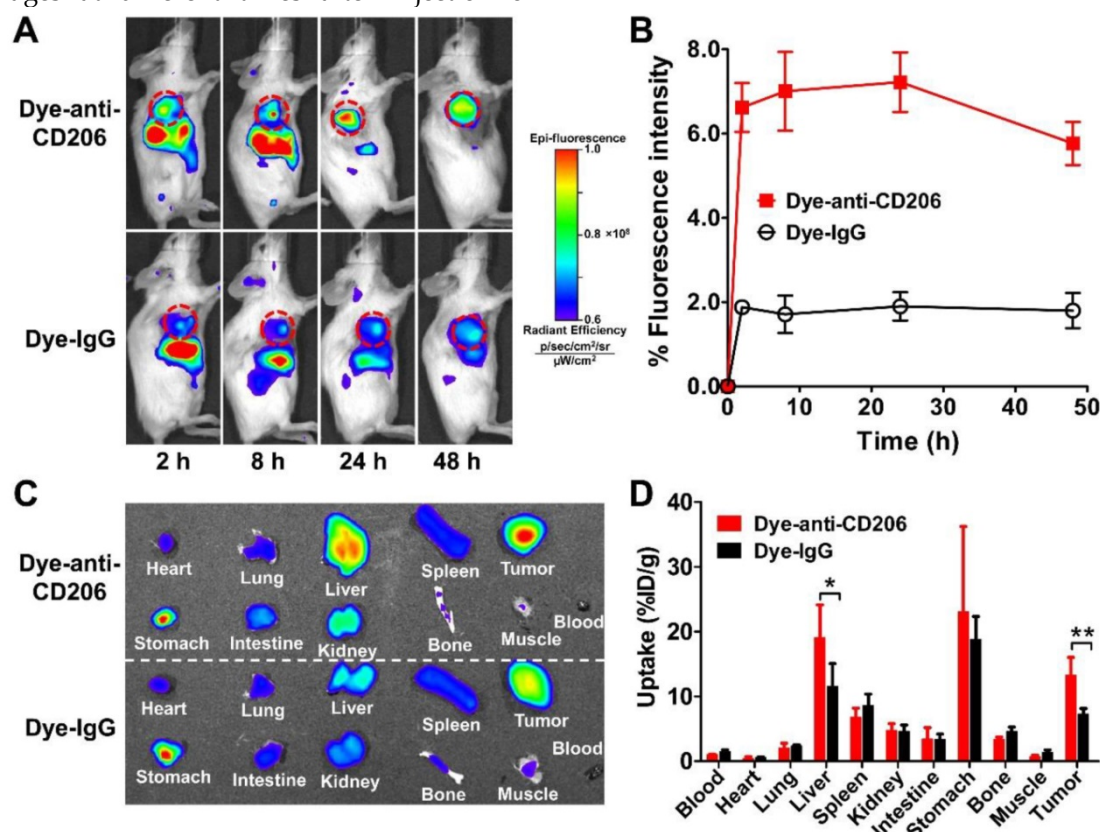 A
Dye-anti-
CD206
Dye-IgG
2 h 8 h 24 h 48 h
Epi-fluorescence
1.0
0.8 ×10⁸
0.6
Radiant Efficiency
p/sec/cm²/sr
µW/cm²
B
% Fluorescence intensity
8.0
6.0
4.0
2.0
0.0
Dye-anti-CD206
Dye-IgG
0 10 20 30 40 50
Time (h)
C
Dye-anti-
CD206
Heart Lung Liver Spleen Tumor
Stomach Intestine Kidney Bone Muscle Blood
Dye-IgG
Heart Lung Liver Spleen Tumor
Stomach Intestine Kidney Bone Muscle Blood
D
Uptake (%ID/g)
40
30
20
10
0
Dye-anti-CD206
Dye-IgG
*
**
Blood Heart Lung Liver Spleen Kidney Intestine Stomach Bone Muscle Tumor